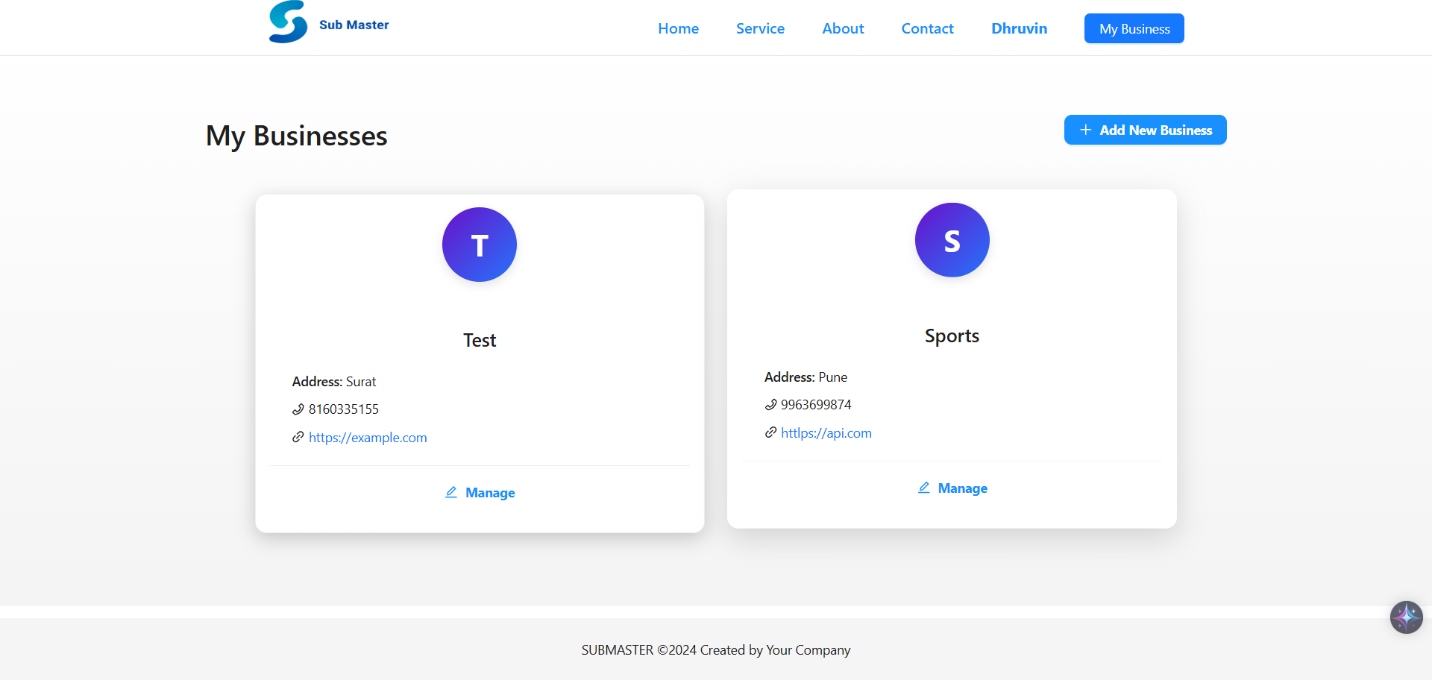 Sub Master
Home Service About Contact Dhruvin My Business
My Businesses
+ Add New Business
T
Test
Address: Surat
8160335155
https://example.com
Manage
S
Sports
Address: Pune
9963699874
httlps://api.com
Manage
SUBMASTER ©2024 Created by Your Company